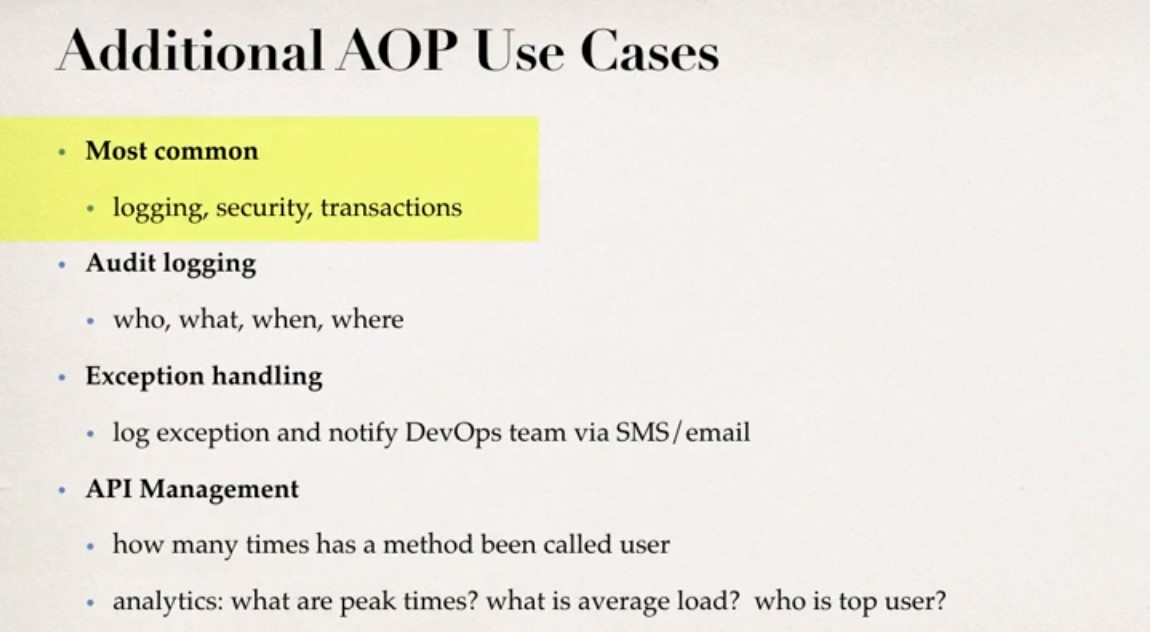 Additional AOP Use Cases
• Most common
• logging, security, transactions
• Audit logging
• who, what, when, where
• Exception handling
• log exception and notify DevOps team via SMS/email
• API Management
• how many times has a method been called user
• analytics: what are peak times? what is average load?  who is top user?